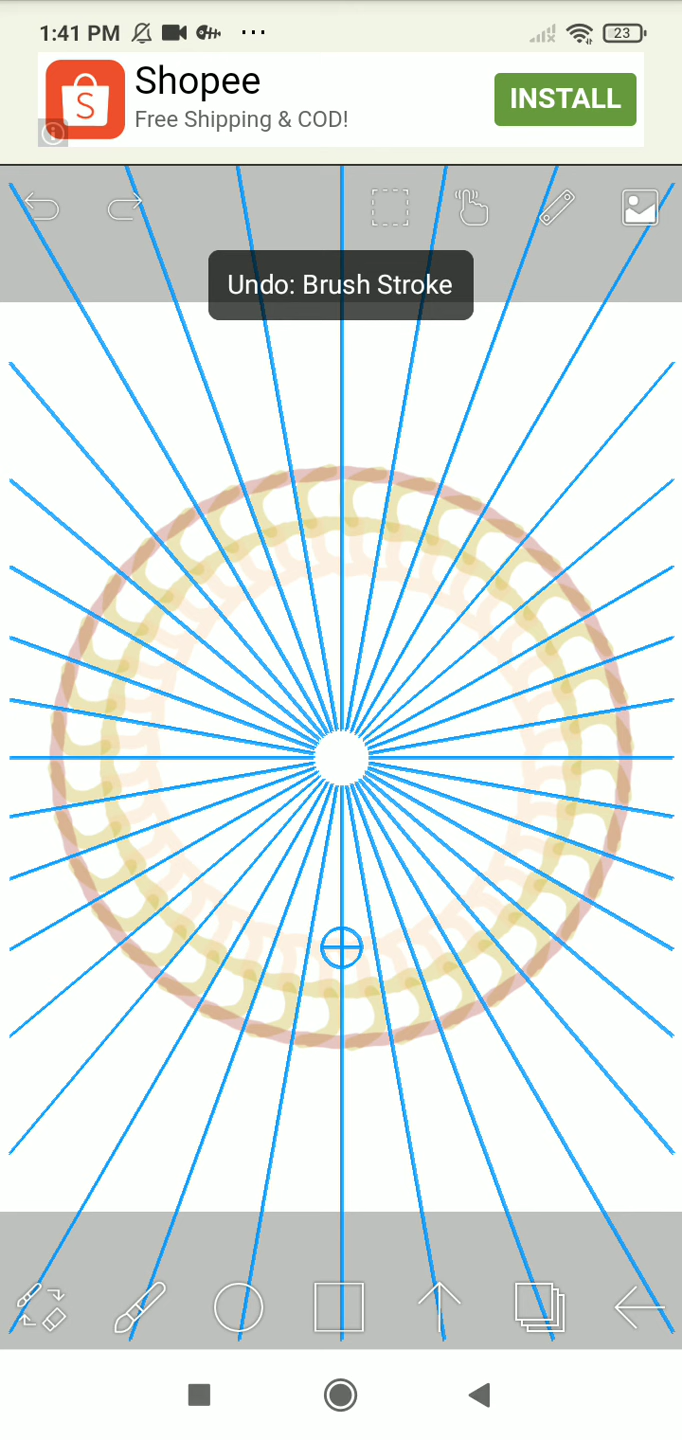 1:41 PM
23
Shopee
Free Shipping & COD!
INSTALL
Undo: Brush Stroke